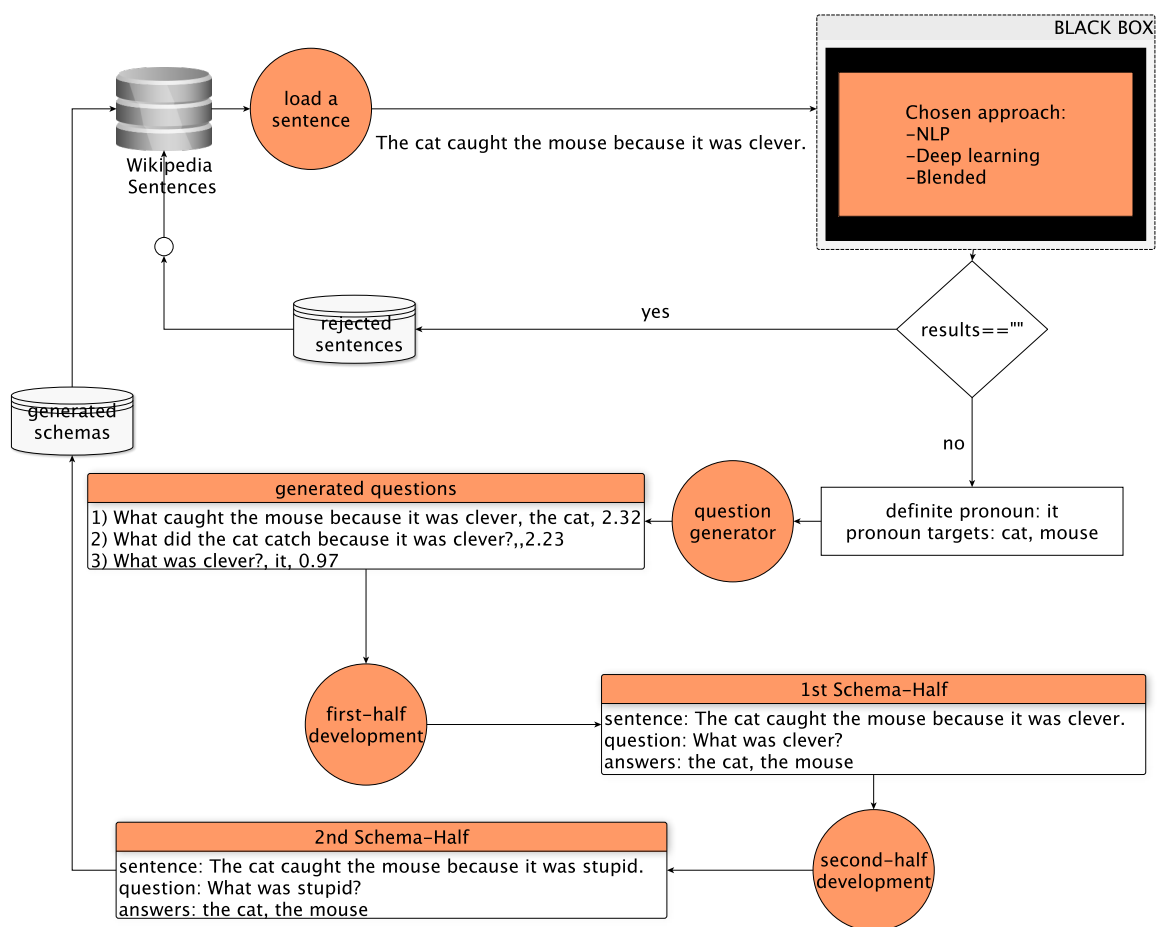 BLACK BOX
load a
sentence
Chosen approach:
-NLP
-Deep learning
-Blended
The cat caught the mouse because it was clever.
Wikipedia
Sentences
yes
results==""
rejected
sentences
generated
schemas
no
generated questions
1) What caught the mouse because it was clever, the cat, 2.32
2) What did the cat catch because it was clever?,,2.23
3) What was clever?, it, 0.97
question
generator
definite pronoun: it
pronoun targets: cat, mouse
first-half
development
1st Schema-Half
sentence: The cat caught the mouse because it was clever.
question: What was clever?
answers: the cat, the mouse
2nd Schema-Half
sentence: The cat caught the mouse because it was stupid.
question: What was stupid?
answers: the cat, the mouse
second-half
development